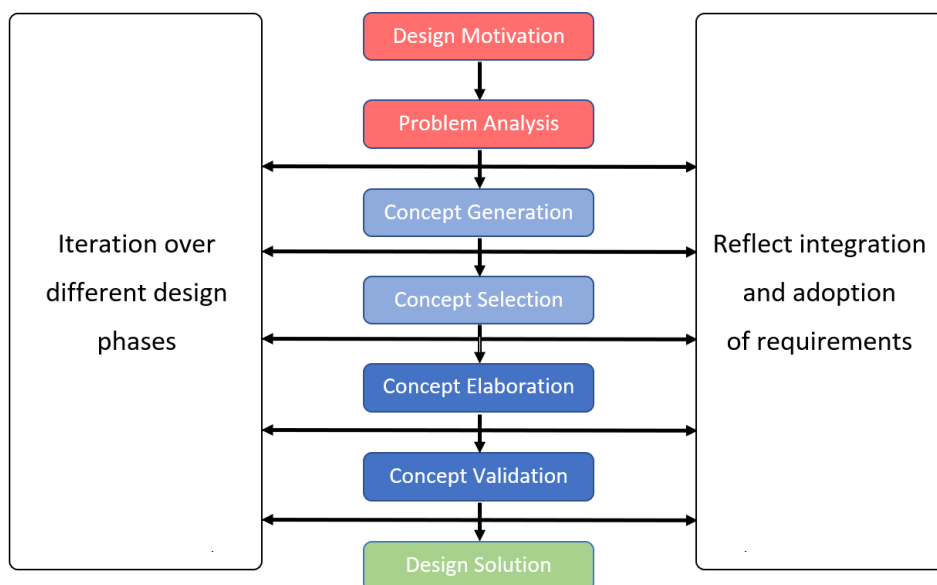 Design Motivation
Problem Analysis
Concept Generation
Concept Selection
Concept Elaboration
Concept Validation
Design Solution
Iteration over
different design
phases
Reflect integration
and adoption
of requirements